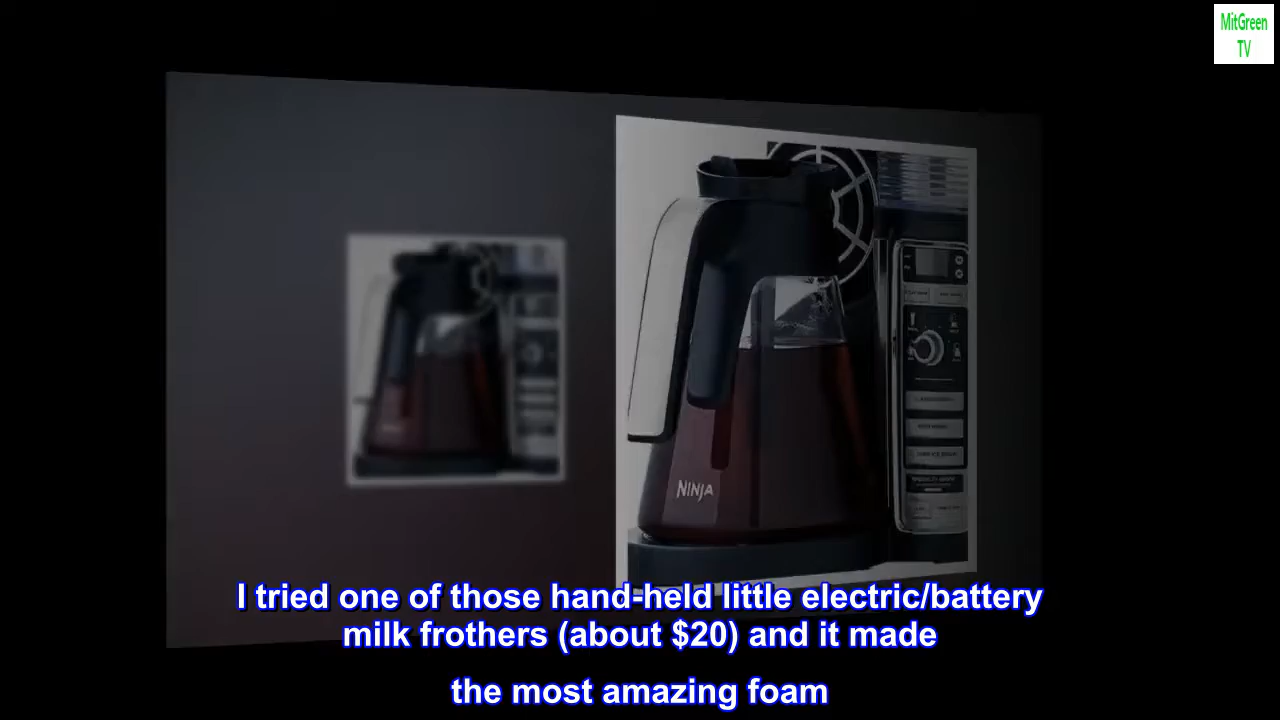 MitGreen
TV
NINJA
I tried one of those hand-held little electric/battery
milk frothers (about $20) and it made
the most amazing foam